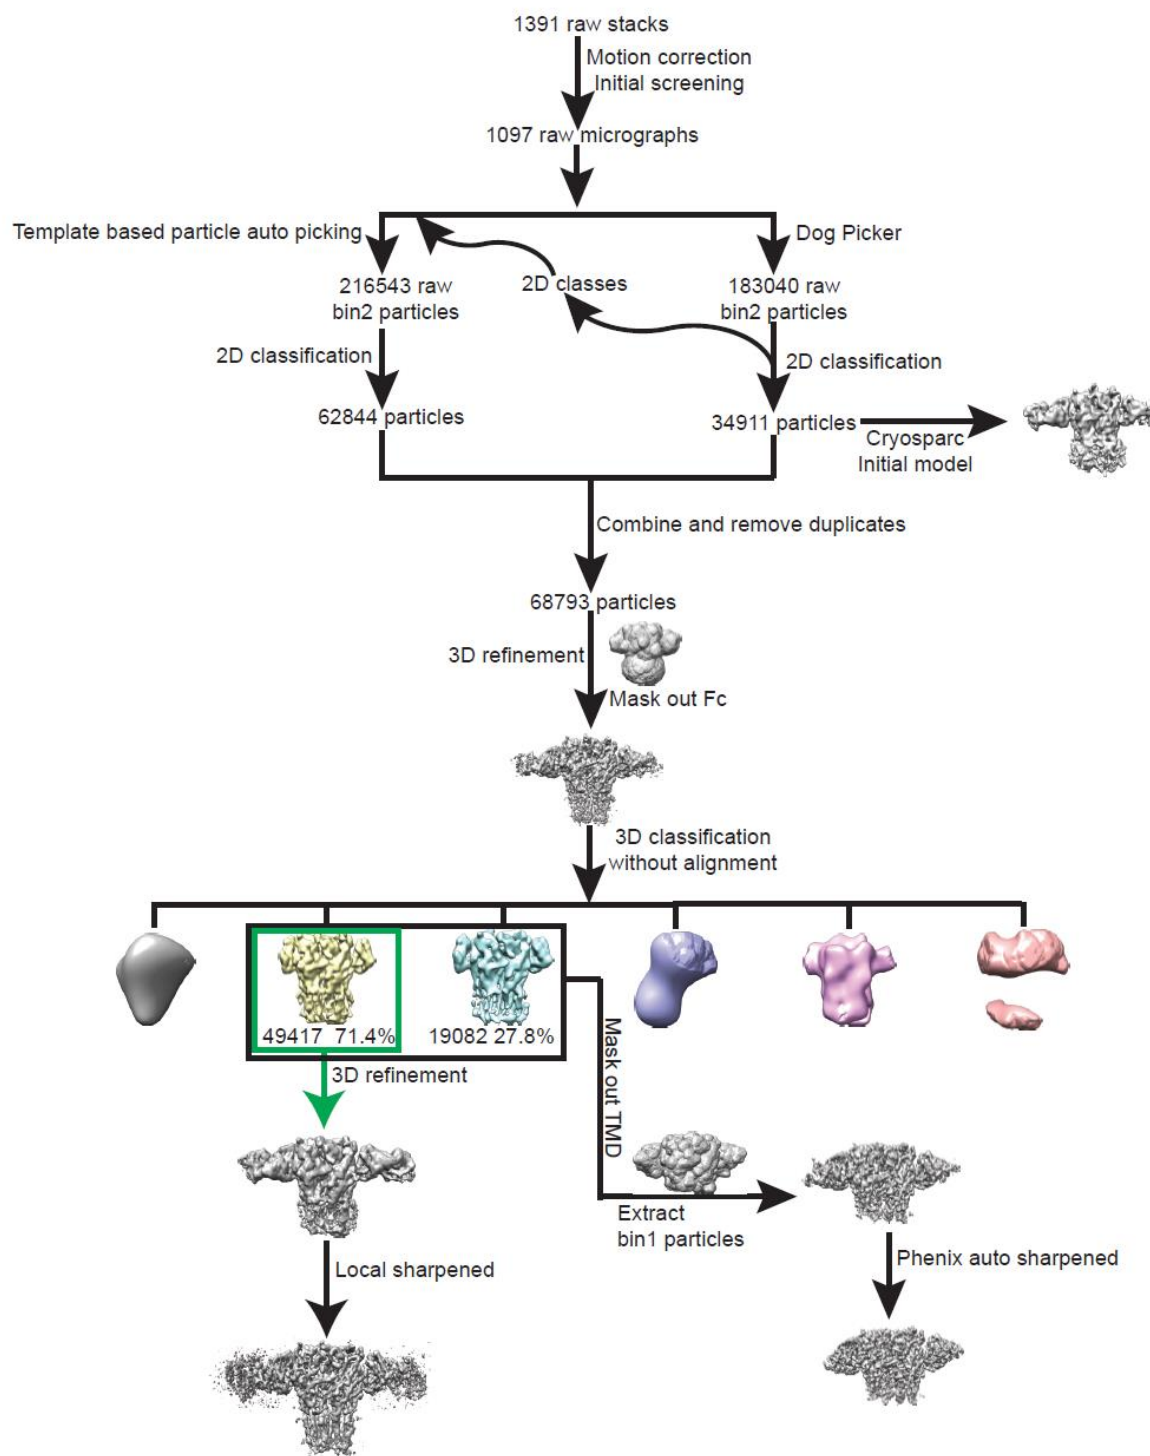 1391 raw stacks
Motion correction
Initial screening
1097 raw micrographs
Template based particle auto picking
Dog Picker
216543 raw
bin2 particles
2D classes
183040 raw
bin2 particles
2D classification
2D classification
62844 particles
34911 particles
Cryosparc
Initial model
Combine and remove duplicates
68793 particles
3D refinement
Mask out Fc
3D classification
without alignment
49417 71.4%
19082 27.8%
3D refinement
Mask out TMD
Extract
bin1 particles
Local sharpened
Phenix auto sharpened